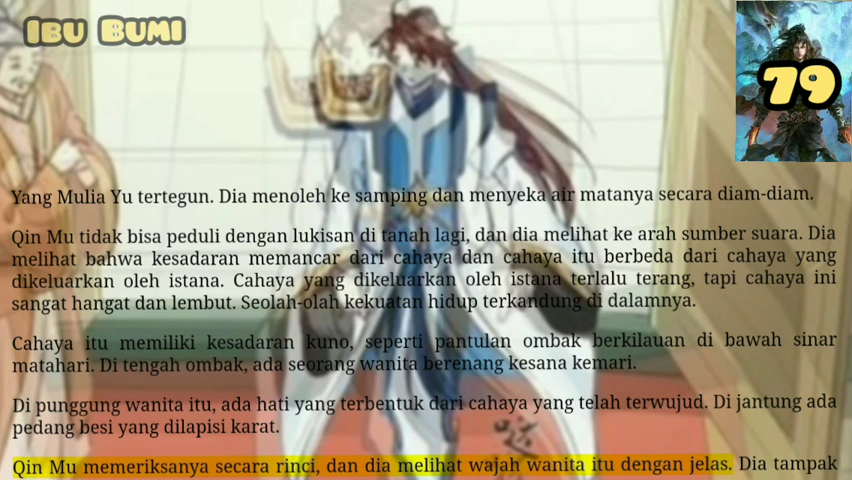 Ibu Bumi
79
Yang Mulia Yu tertegun. Dia menoleh ke samping dan menyeka air matanya secara diam-diam.
Qin Mu tidak bisa peduli dengan lukisan di tanah lagi, dan dia melihat ke arah sumber suara. Dia
melihat bahwa kesadaran memancar dari cahaya dan cahaya itu berbeda dari cahaya yang
dikeluarkan oleh istana. Cahaya yang dikeluarkan oleh istana terlalu terang, tapi cahaya ini
sangat hangat dan lembut. Seolah-olah kekuatan hidup terkandung di dalamnya.
Cahaya itu memiliki kesadaran kuno, seperti pantulan ombak berkilauan di bawah sinar
matahari. Di tengah ombak, ada seorang wanita berenang kesana kemari.
Di punggung wanita itu, ada hati yang terbentuk dari cahaya yang telah terwujud. Di jantung ada
pedang besi yang dilapisi karat.
Qin Mu memeriksanya secara rinci, dan dia melihat wajah wanita itu dengan jelas. Dia tampak